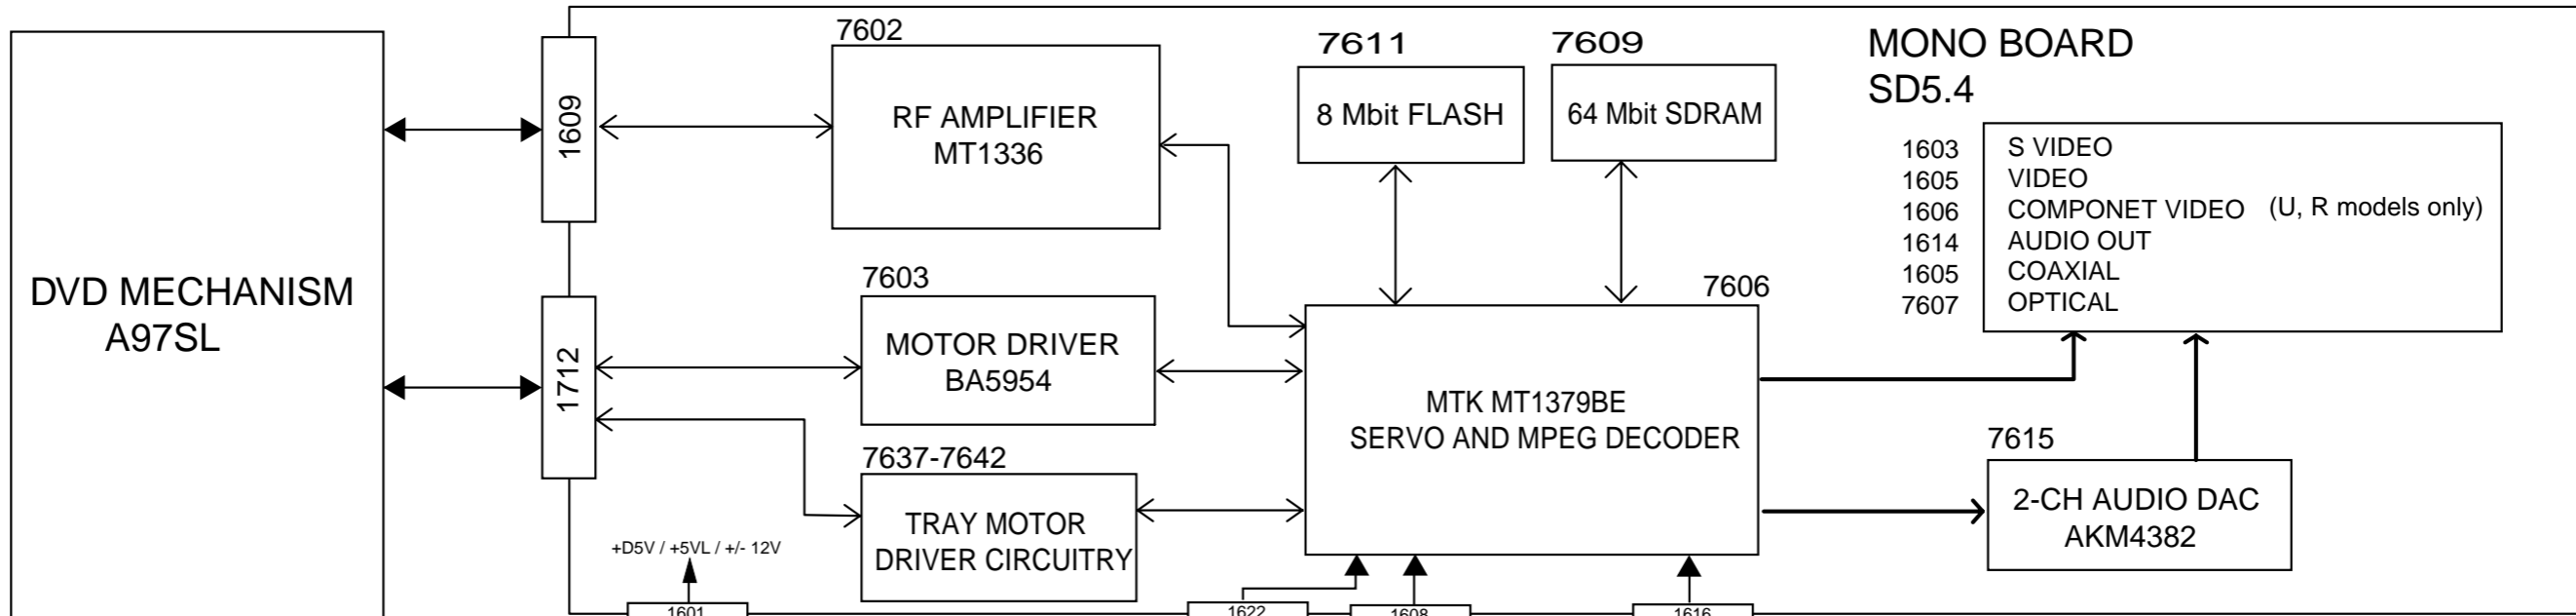 DVD MECHANISM
A97SL
1609
1712
7602
RF AMPLIFIER
MT1336
7603
MOTOR DRIVER
BA5954
7637-7642
TRAY MOTOR
DRIVER CIRCUITRY
+D5V / +5VL / +/- 12V
1601
7611
8 Mbit FLASH
7609
64 Mbit SDRAM
7606
MTK MT1379BE
SERVO AND MPEG DECODER
1622
1608
1616
MONO BOARD
SD5.4
1603 S VIDEO
1605 VIDEO
1606 COMPONET VIDEO (U, R models only)
1614 AUDIO OUT
1605 COAXIAL
7607 OPTICAL
7615
2-CH AUDIO DAC
AKM4382